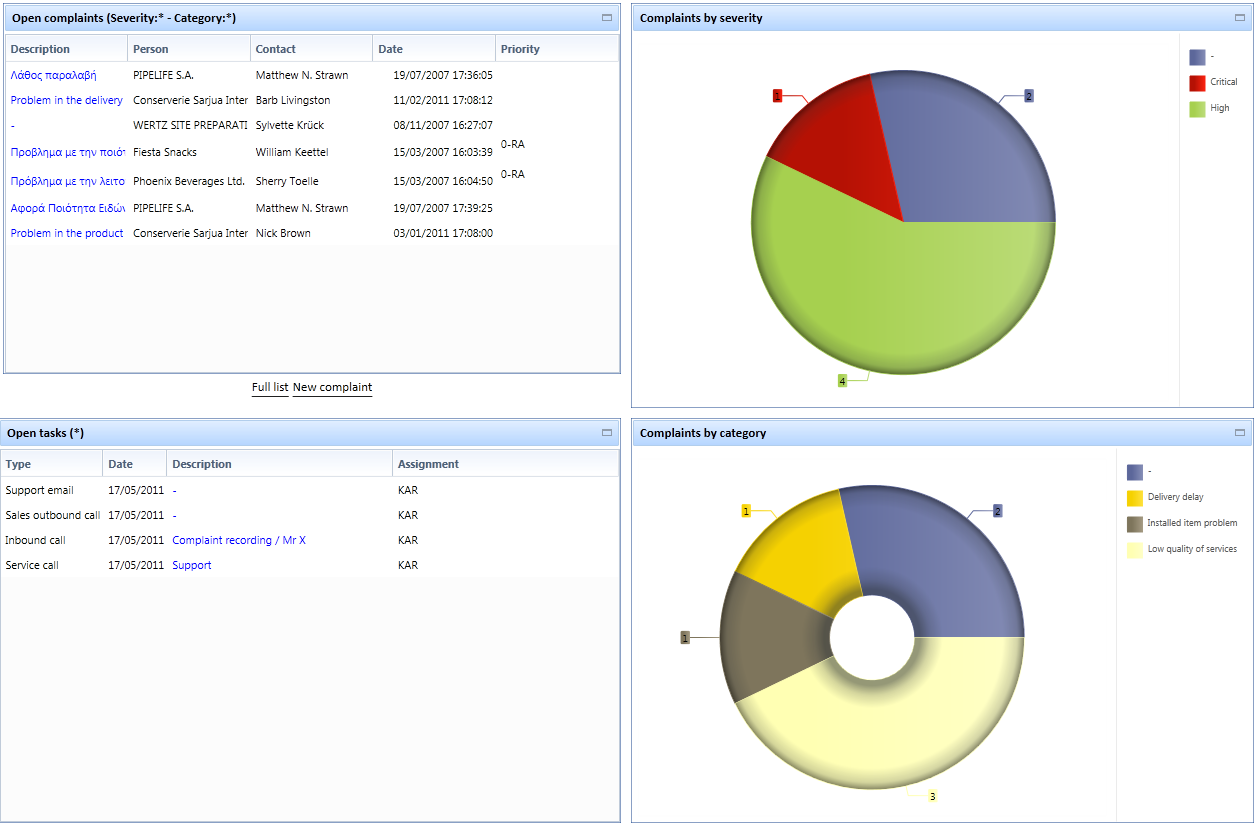 Open complaints (Severity:* - Category:*)
Description Person Contact Date Priority
Λάθος παραλαβή PIPELIFE S.A. Matthew N. Strawn 19/07/2007 17:36:05
Problem in the delivery Conserverie Sarjua Inter Barb Livingston 11/02/2011 17:08:12
- WERTZ SITE PREPARATI Sylvette Krück 08/11/2007 16:27:07
Προβλημα με την ποιότ Fiesta Snacks William Keettel 15/03/2007 16:03:39 0-RA
Πρόβλημα με την λειτο Phoenix Beverages Ltd. Sherry Toelle 15/03/2007 16:04:50 0-RA
Αφορά Ποιότητα Ειδών PIPELIFE S.A. Matthew N. Strawn 19/07/2007 17:39:25
Problem in the product Conserverie Sarjua Inter Nick Brown 03/01/2011 17:08:00
Full list New complaint
Complaints by severity
1
2
4
-
Critical
High
Open tasks (*)
Type Date Description Assignment
Support email 17/05/2011 - KAR
Sales outbound call 17/05/2011 - KAR
Inbound call 17/05/2011 Complaint recording / Mr X KAR
Service call 17/05/2011 Support KAR
Complaints by category
1
2
1
3
-
Delivery delay
Installed item problem
Low quality of services